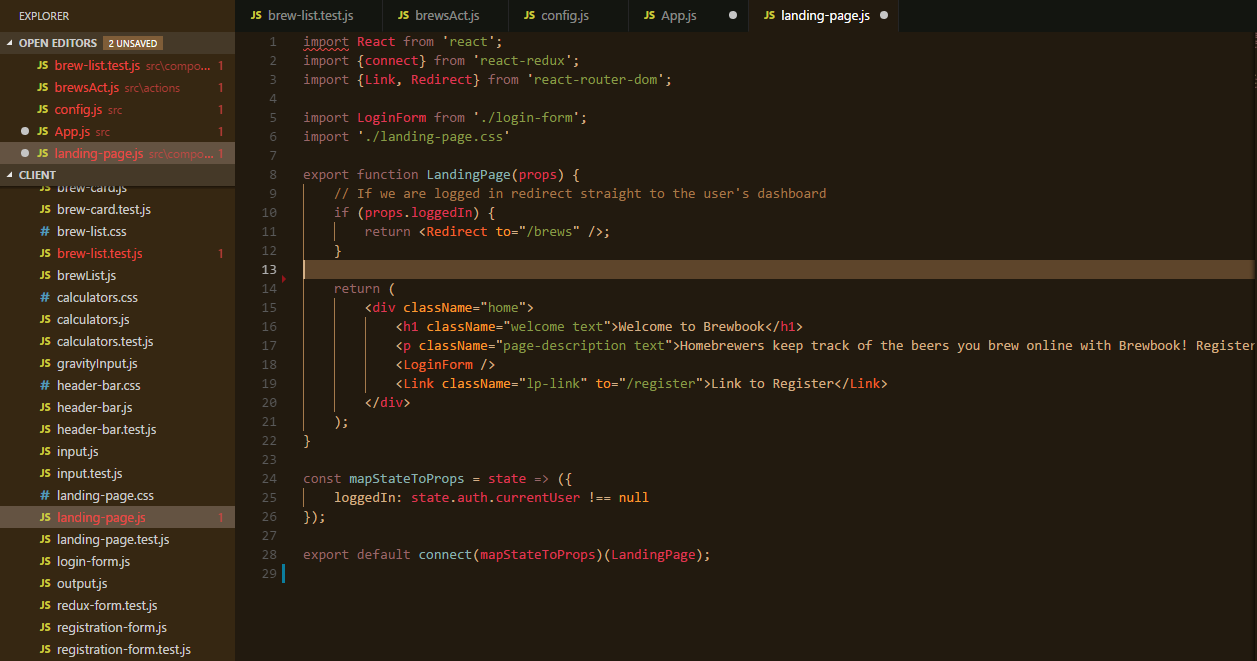 EXPLORER
OPEN EDITORS 2 UNSAVED
JS brew-list.test.js src\compo... 1
JS brewsAct.js src\actions 1
JS config.js src 1
JS App.js src 1
JS landing-page.js src\compo... 1
CLIENT
JS brew-card.js
JS brew-card.test.js
# brew-list.css
JS brew-list.test.js 1
JS brewList.js
# calculators.css
JS calculators.js
JS calculators.test.js
JS gravityInput.js
# header-bar.css
JS header-bar.js
JS header-bar.test.js
JS input.js
JS input.test.js
# landing-page.css
JS landing-page.js 1
JS landing-page.test.js
JS login-form.js
JS output.js
JS redux-form.test.js
JS registration-form.js
JS registration-form.test.js
JS brew-list.test.js JS brewsAct.js JS config.js JS App.js JS landing-page.js
1 import React from 'react';
2 import {connect} from 'react-redux';
3 import {Link, Redirect} from 'react-router-dom';
4
5 import LoginForm from './login-form';
6 import './landing-page.css'
7
8 export function LandingPage(props) {
9     // If we are logged in redirect straight to the user's dashboard
10     if (props.loggedIn) {
11         return <Redirect to="/brews" />;
12     }
13
14     return (
15         <div className="home">
16             <h1 className="welcome text">Welcome to Brewbook</h1>
17             <p className="page-description text">Homebrewers keep track of the beers you brew online with Brewbook! Register
18             <LoginForm />
19             <Link className="lp-link" to="/register">Link to Register</Link>
20         </div>
21     );
22 }
23
24 const mapStateToProps = state => ({
25     loggedIn: state.auth.currentUser !== null
26 });
27
28 export default connect(mapStateToProps)(LandingPage);
29